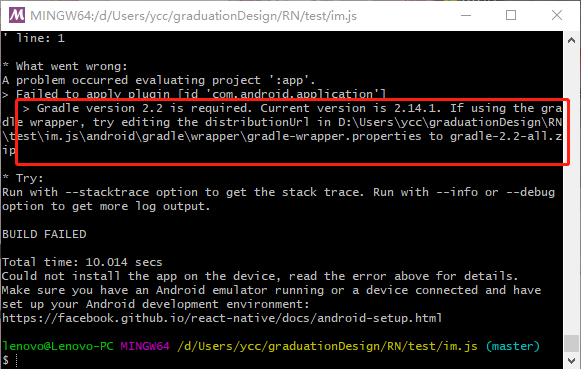 MINGW64:/d/Users/ycc/graduationDesign/RN/test/im.js
' line: 1
* What went wrong:
A problem occurred evaluating project ':app'.
> Failed to apply plugin [id 'com.android.application']
> Gradle version 2.2 is required. Current version is 2.14.1. If using the gra
dle wrapper, try editing the distributionUrl in D:\Users\ycc\graduationDesign\RN
\test\im.js\android\gradle\wrapper\gradle-wrapper.properties to gradle-2.2-all.z
ip
* Try:
Run with --stacktrace option to get the stack trace. Run with --info or --debug
option to get more log output.
BUILD FAILED
Total time: 10.014 secs
Could not install the app on the device, read the error above for details.
Make sure you have an Android emulator running or a device connected and have
set up your Android development environment:
https://facebook.github.io/react-native/docs/android-setup.html
lenovo@Lenovo-PC MINGW64 /d/Users/ycc/graduationDesign/RN/test/im.js (master)
$